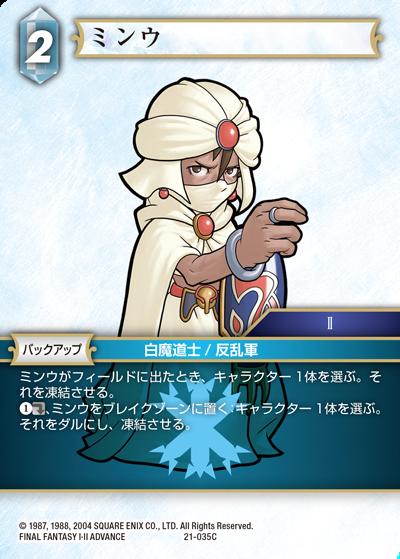 2
ミンウ
II
バックアップ
白魔道士 / 反乱軍
ミンウがフィールドに出たとき、キャラクター 1体を選ぶ。そ
れを凍結させる。
❶、ミンウをブレイクゾーンに置く:キャラクター 1体を選ぶ。
それをダルにし、凍結させる。
© 1987, 1988, 2004 SQUARE ENIX CO., LTD. All Rights Reserved.
FINAL FANTASY I·II ADVANCE
21-035C